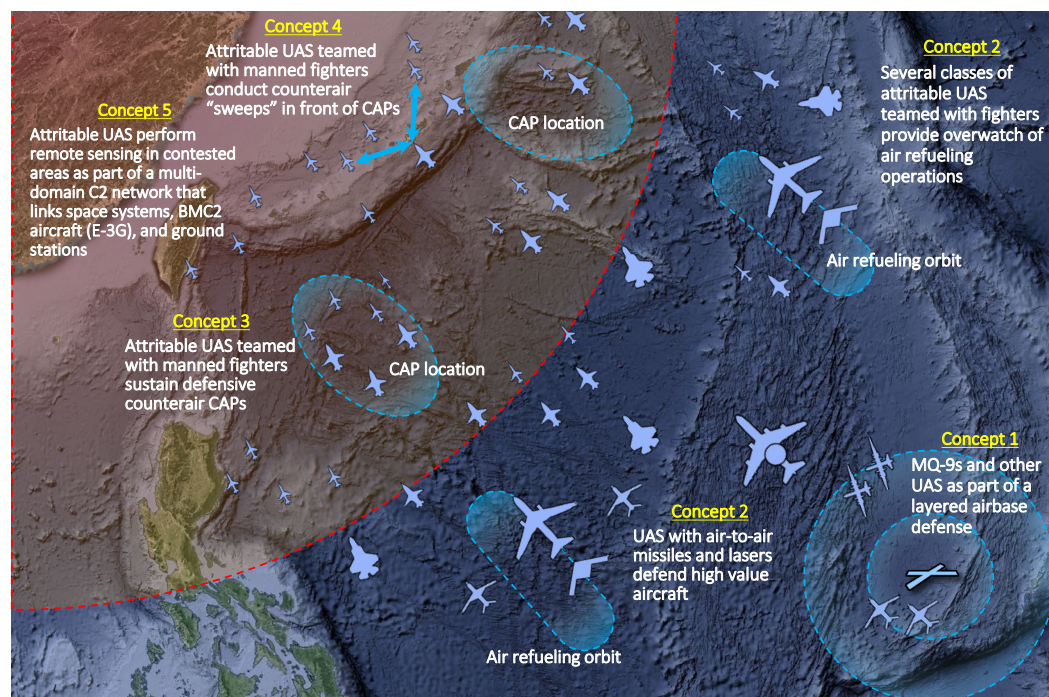 Concept 4
Attritable UAS teamed
with manned fighters
conduct counterair
“sweeps” in front of CAPs
Concept 5
Attritable UAS perform
remote sensing in contested
areas as part of a multi-
domain C2 network that
links space systems, BMC2
aircraft (E-3G), and ground
stations
CAP location
Concept 2
Several classes of
attritable UAS
teamed with fighters
provide overwatch of
air refueling
operations
Air refueling orbit
Concept 3
Attritable UAS teamed
with manned fighters
sustain defensive
counterair CAPs
CAP location
Concept 1
MQ-9s and other
UAS as part of a
layered airbase
defense
Concept 2
UAS with air-to-air
missiles and lasers
defend high value
aircraft
Air refueling orbit